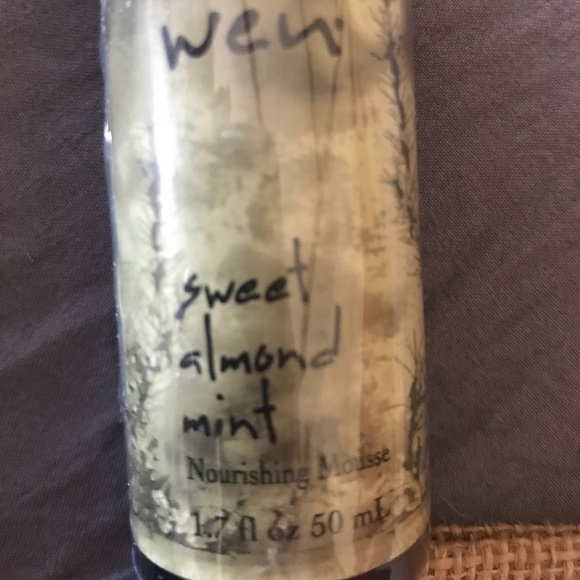 wen
sweet
almond
mint
Nourishing Mousse
1.7 fl oz 50 mL